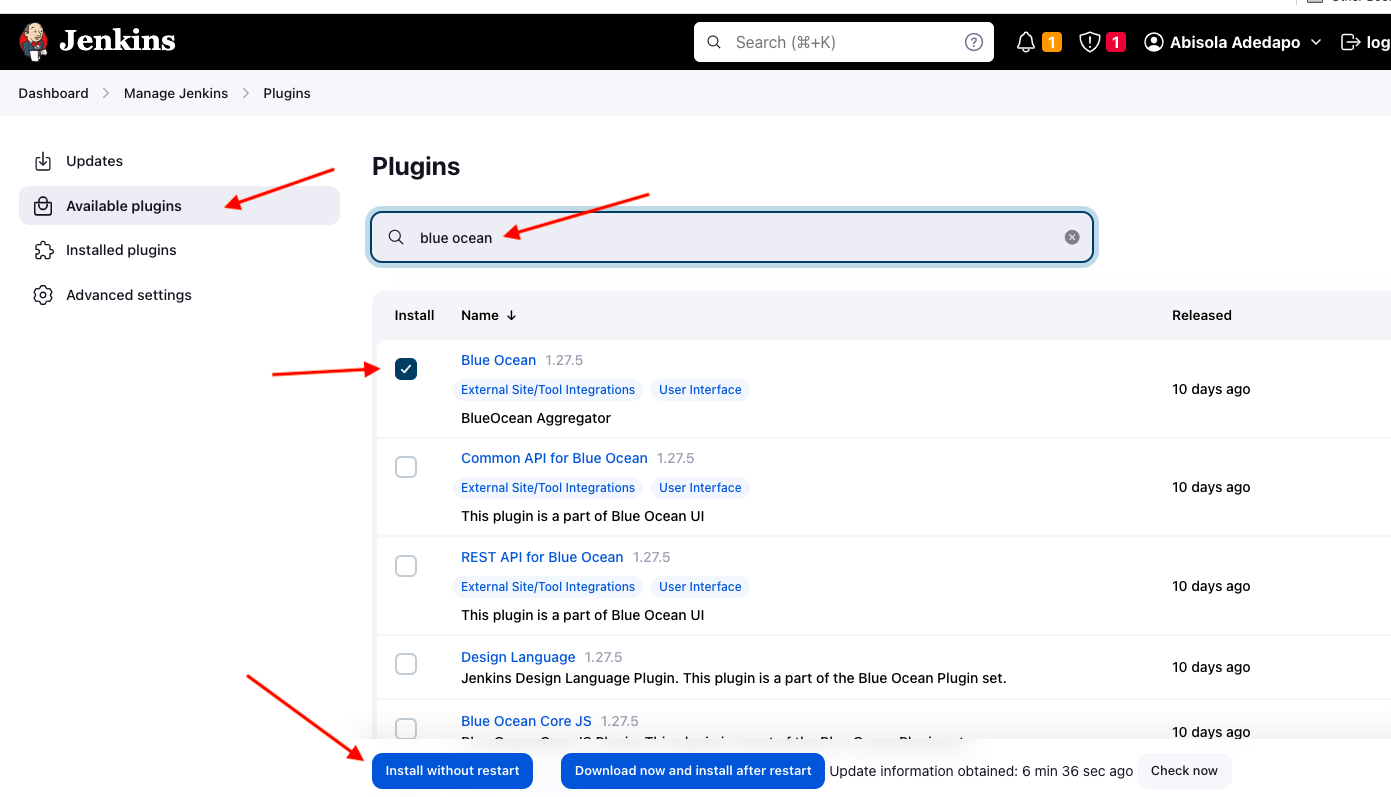 Jenkins
Search (⌘+K)
1
1
Abisola Adedapo
log
Dashboard
Manage Jenkins
Plugins
Updates
Available plugins
Installed plugins
Advanced settings
Plugins
blue ocean
Install Name ↓ Released
Blue Ocean 1.27.5
External Site/Tool Integrations User Interface
BlueOcean Aggregator
10 days ago
Common API for Blue Ocean 1.27.5
External Site/Tool Integrations User Interface
This plugin is a part of Blue Ocean UI
10 days ago
REST API for Blue Ocean 1.27.5
External Site/Tool Integrations User Interface
This plugin is a part of Blue Ocean UI
10 days ago
Design Language 1.27.5
Jenkins Design Language Plugin. This plugin is a part of the Blue Ocean Plugin set.
10 days ago
Blue Ocean Core JS 1.27.5
10 days ago
Install without restart
Download now and install after restart
Update information obtained: 6 min 36 sec ago
Check now